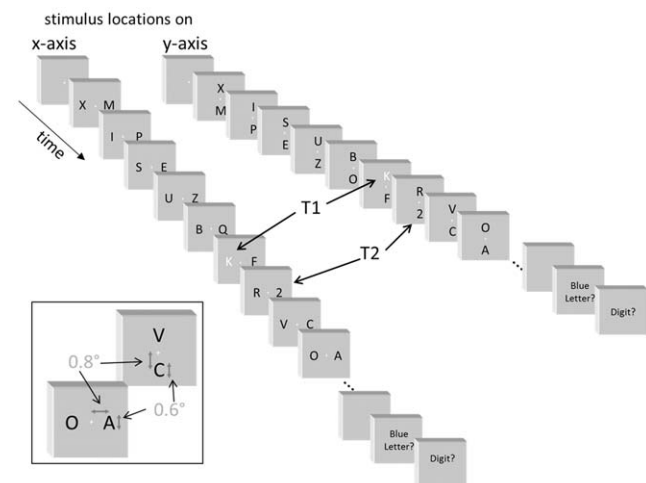 stimulus locations on
x-axis
y-axis
time
X M
I P
S E
U Z
B Q
K F
R 2
V C
O A
Blue
Letter?
Digit?
X
M
I
P
S
E
U
Z
B
O
K
F
R
2
V
C
O
A
Blue
Letter?
Digit?
T1
T2
V
C
0.8°
O A
0.6°